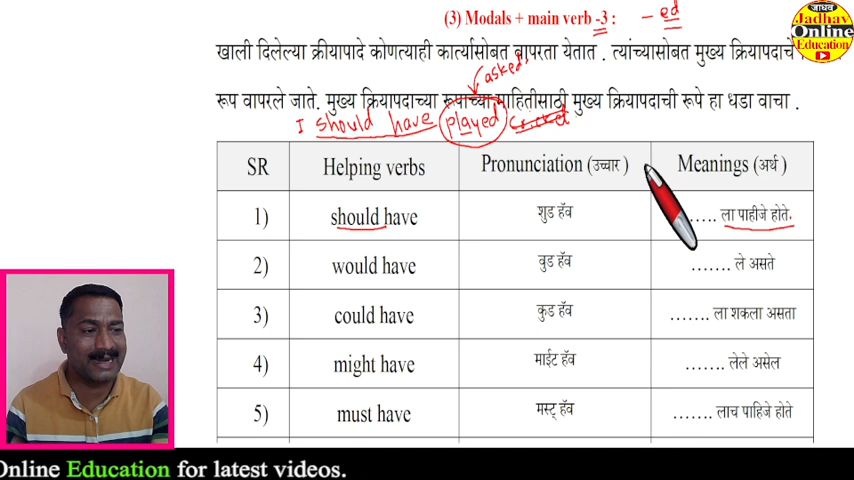 (3) Modals + main verb -3 : - ed
जाधव
Jadhav
Online
Education
खाली दिलेल्या क्रीयापादे कोणत्याही कार्त्यासोबत वापरता येतात . त्यांच्यासोबत मुख्य क्रियापदाचे
asked,
रूप वापरले जाते. मुख्य क्रियापदाच्या रूपांच्या माहितीसाठी मुख्य क्रियापदाची रूपे हा धडा वाचा .
I should have played cricket
SR Helping verbs Pronunciation (उच्चार ) Meanings (अर्थ )
1) should have शुड हॅव ..... ला पाहीजे होते.
2) would have वुड हॅव ....... ले असते
3) could have कुड हॅव ....... ला शकला असता
4) might have माईट हॅव ....... लेले असेल
5) must have मस्ट् हॅव ....... लाच पाहिजे होते
Online Education for latest videos.